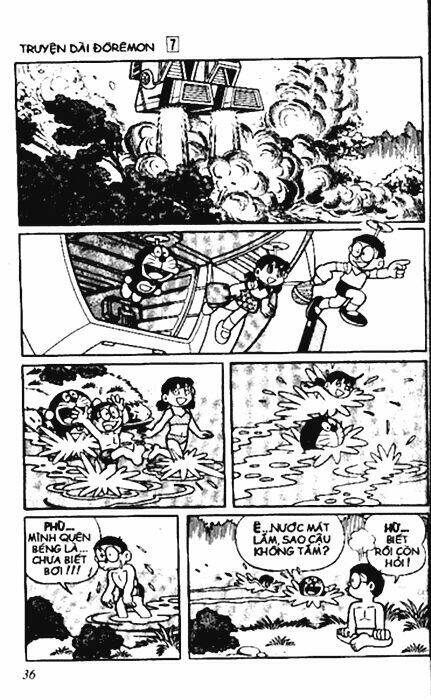 TRUYỆN DÀI ĐÔRÊMON 7
PHÙ...
MÌNH QUÊN
BẼNG LÀ...
CHƯA BIẾT
BƠI!!!
Ê...NƯỚC MÁT
LẮM, SAO CẬU
KHÔNG TẮM?
HỪ...
BIẾT
RỒI CÒN
HỎI!
36